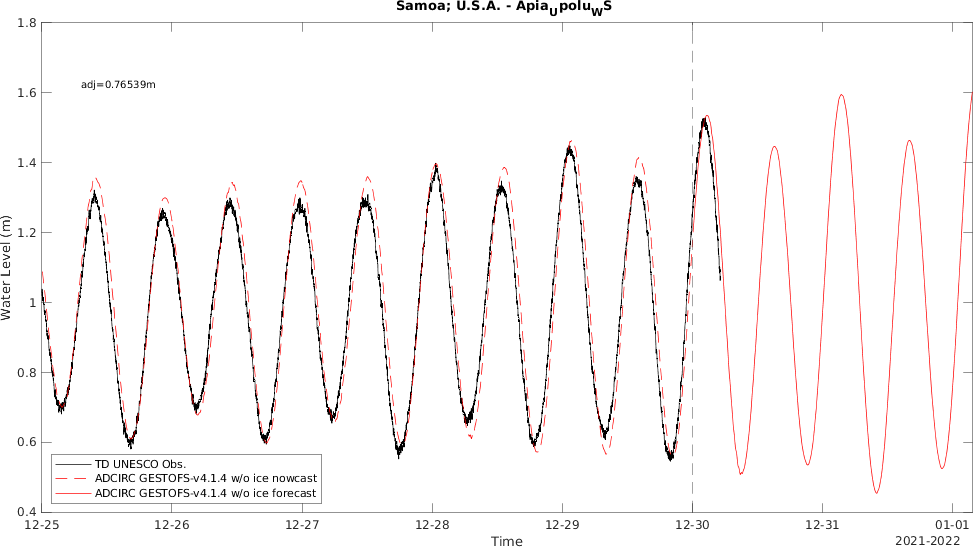 Samoa; U.S.A. - ApiaUpoluWS
1.8
adj=0.76539m
1.6
1.4
1.2
1
0.8
0.6
0.4
Water Level (m)
TD UNESCO Obs.
ADCIRC GESTOFS-v4.1.4 w/o ice nowcast
ADCIRC GESTOFS-v4.1.4 w/o ice forecast
12-25 12-26 12-27 12-28 12-29 12-30 12-31 01-01
Time
2021-2022